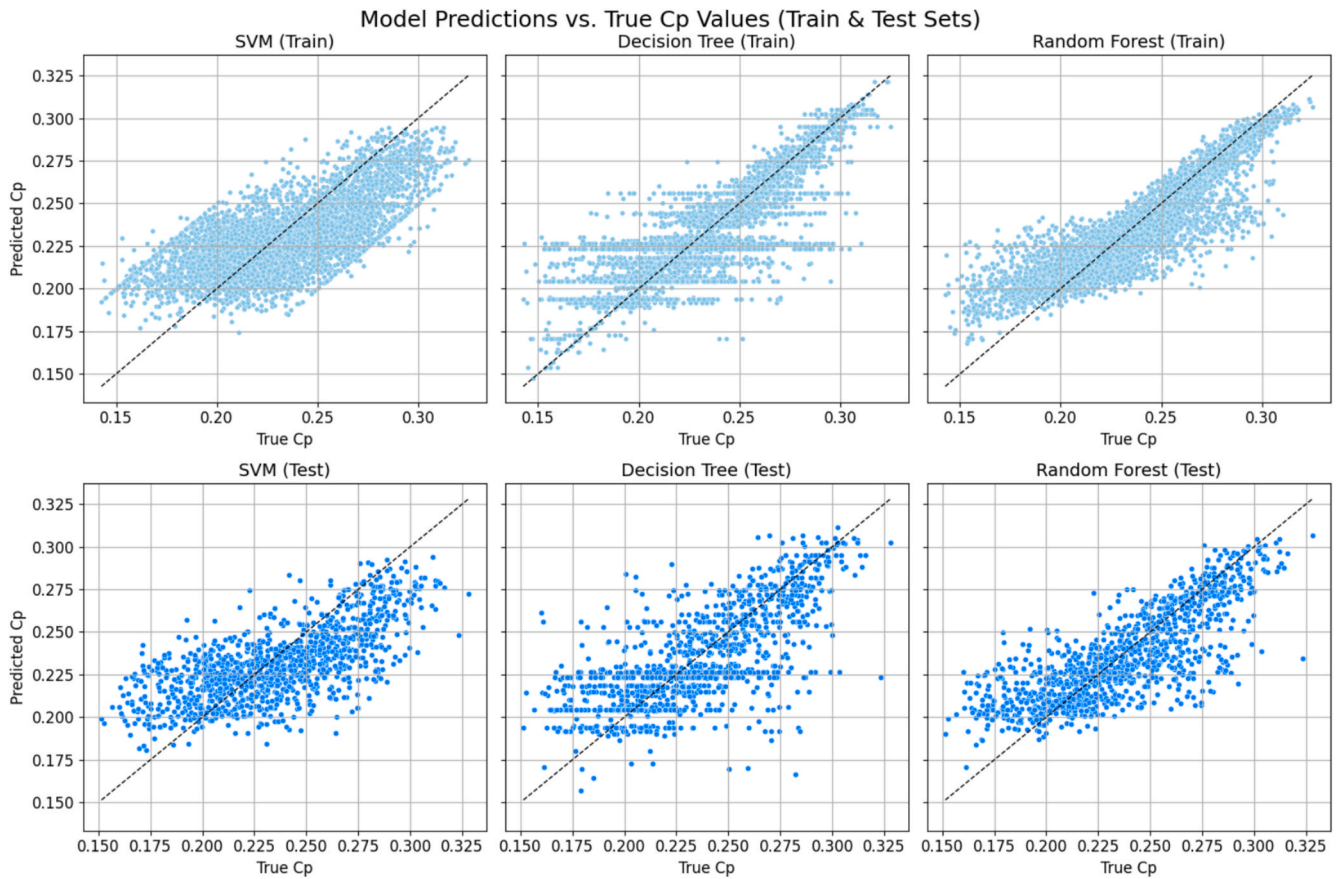 Model Predictions vs. True Cp Values (Train & Test Sets)
SVM (Train)
Decision Tree (Train)
Random Forest (Train)
Predicted Cp
0.325
0.300
0.275
0.250
0.225
0.200
0.175
0.150
0.15 0.20 0.25 0.30
0.15 0.20 0.25 0.30
0.15 0.20 0.25 0.30
True Cp
True Cp
True Cp
SVM (Test)
Decision Tree (Test)
Random Forest (Test)
Predicted Cp
0.325
0.300
0.275
0.250
0.225
0.200
0.175
0.150
0.150 0.175 0.200 0.225 0.250 0.275 0.300 0.325
0.150 0.175 0.200 0.225 0.250 0.275 0.300 0.325
0.150 0.175 0.200 0.225 0.250 0.275 0.300 0.325
True Cp
True Cp
True Cp